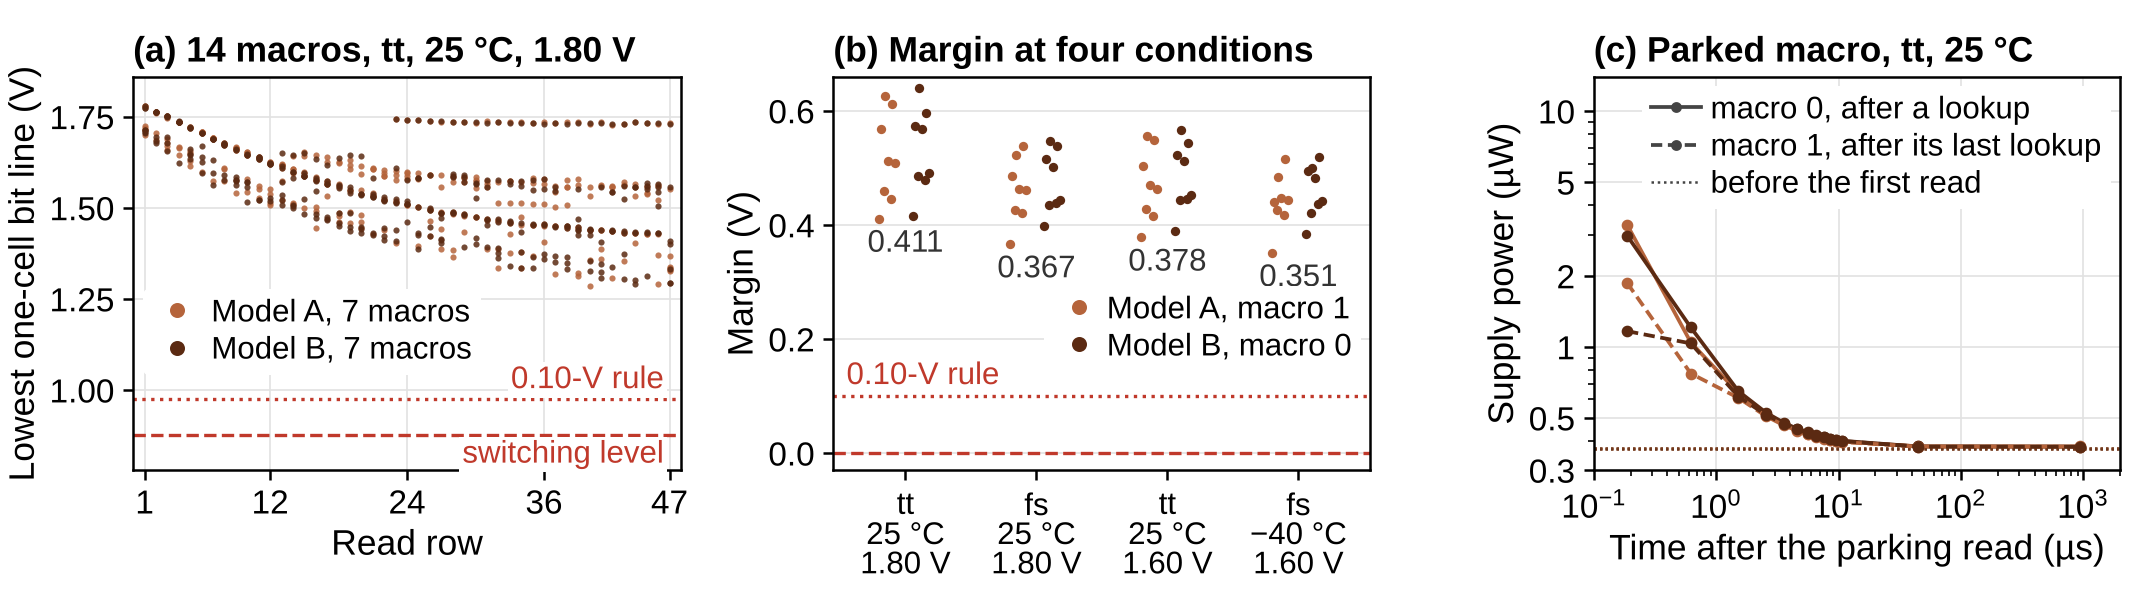 (a) 14 macros, tt, 25 °C, 1.80 V
Lowest one-cell bit line (V)
1.75
1.50
1.25
1.00
Model A, 7 macros
Model B, 7 macros
0.10-V rule
switching level
1
12
24
36
47
Read row
(b) Margin at four conditions
Margin (V)
0.6
0.4
0.2
0.0
0.411
0.367
0.378
0.351
Model A, macro 1
Model B, macro 0
0.10-V rule
tt
25 °C
1.80 V
fs
25 °C
1.80 V
tt
25 °C
1.60 V
fs
−40 °C
1.60 V
(c) Parked macro, tt, 25 °C
Supply power (µW)
10
5
2
1
0.5
0.3
macro 0, after a lookup
macro 1, after its last lookup
before the first read
10⁻¹
10⁰
10¹
10²
10³
Time after the parking read (µs)